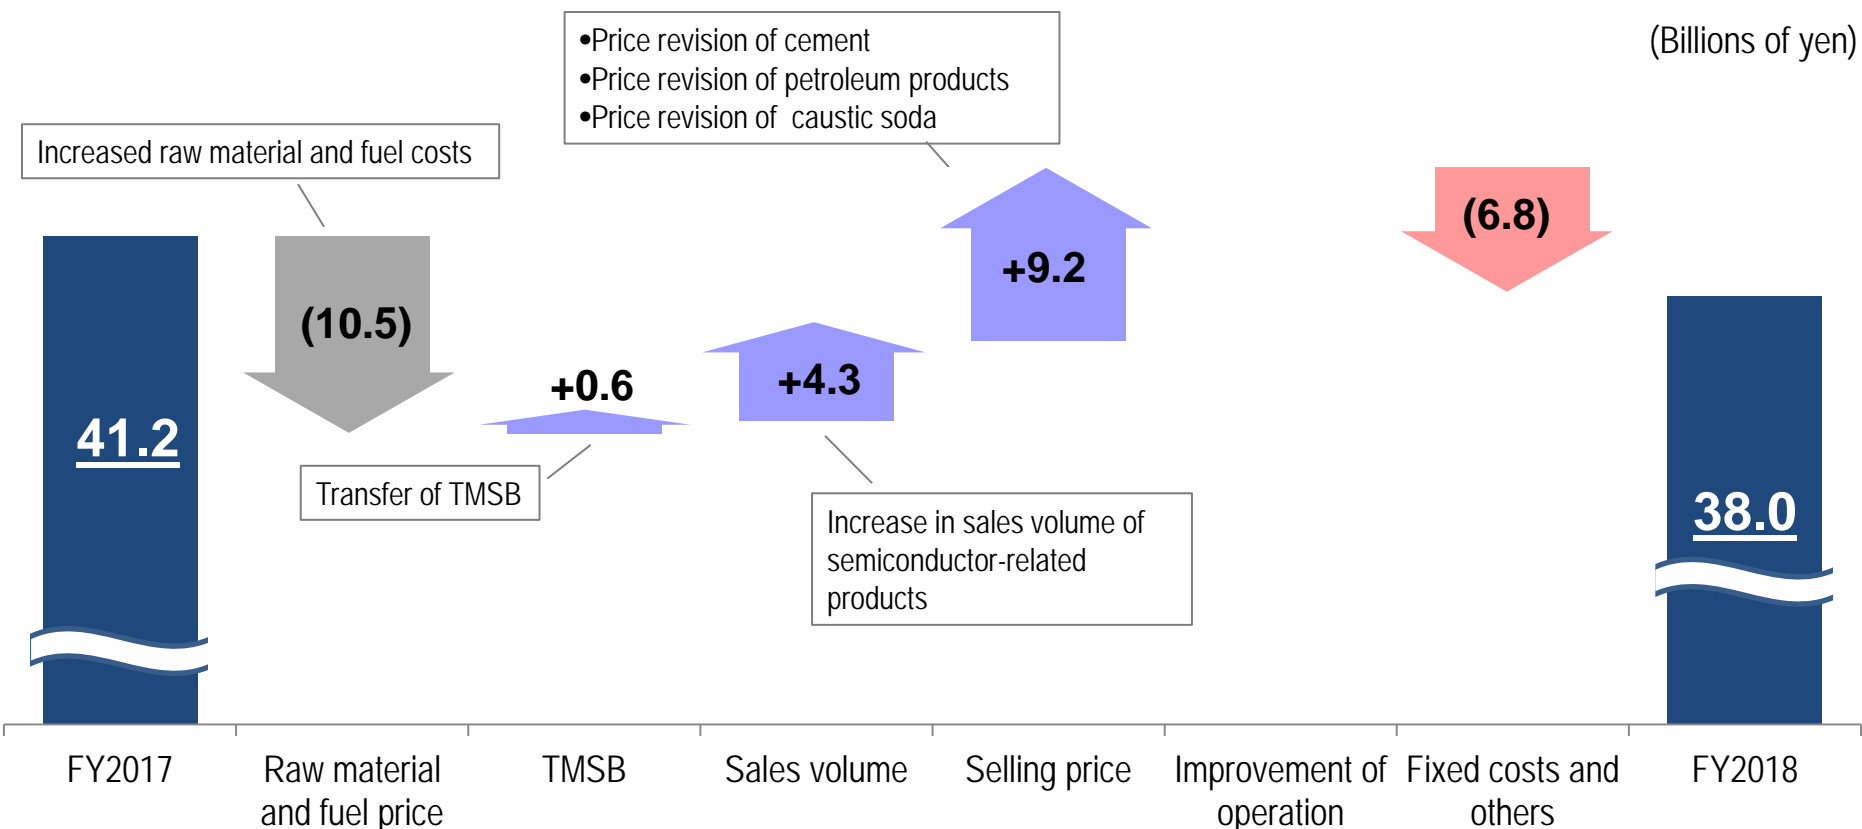 (Billions of yen)
•Price revision of cement
•Price revision of petroleum products
•Price revision of caustic soda
Increased raw material and fuel costs
41.2
(10.5)
+0.6
Transfer of TMSB
+4.3
Increase in sales volume of
semiconductor-related
products
+9.2
(6.8)
38.0
FY2017
Raw material
and fuel price
TMSB
Sales volume
Selling price
Improvement of
operation
Fixed costs and
others
FY2018